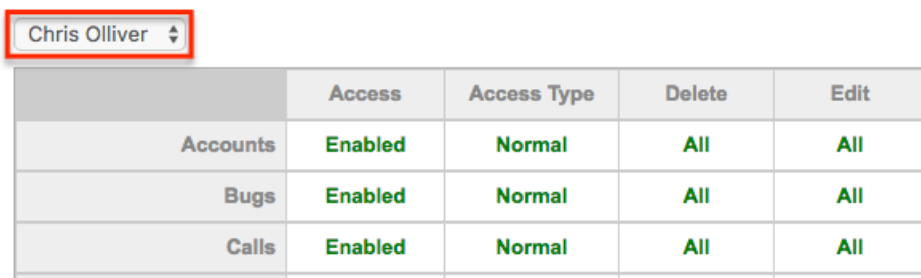 Chris Olliver
Access Access Type Delete Edit
Accounts Enabled Normal All All
Bugs Enabled Normal All All
Calls Enabled Normal All All